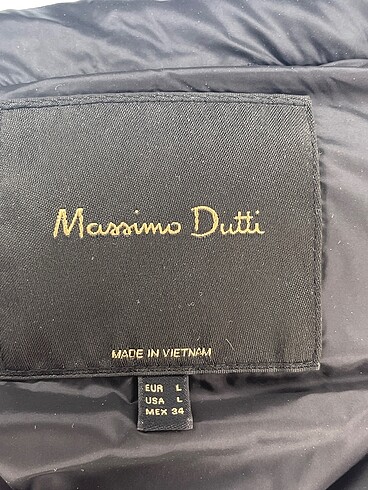 Massimo Dutti
MADE IN VIETNAM
EUR L
USA L
MEX 34